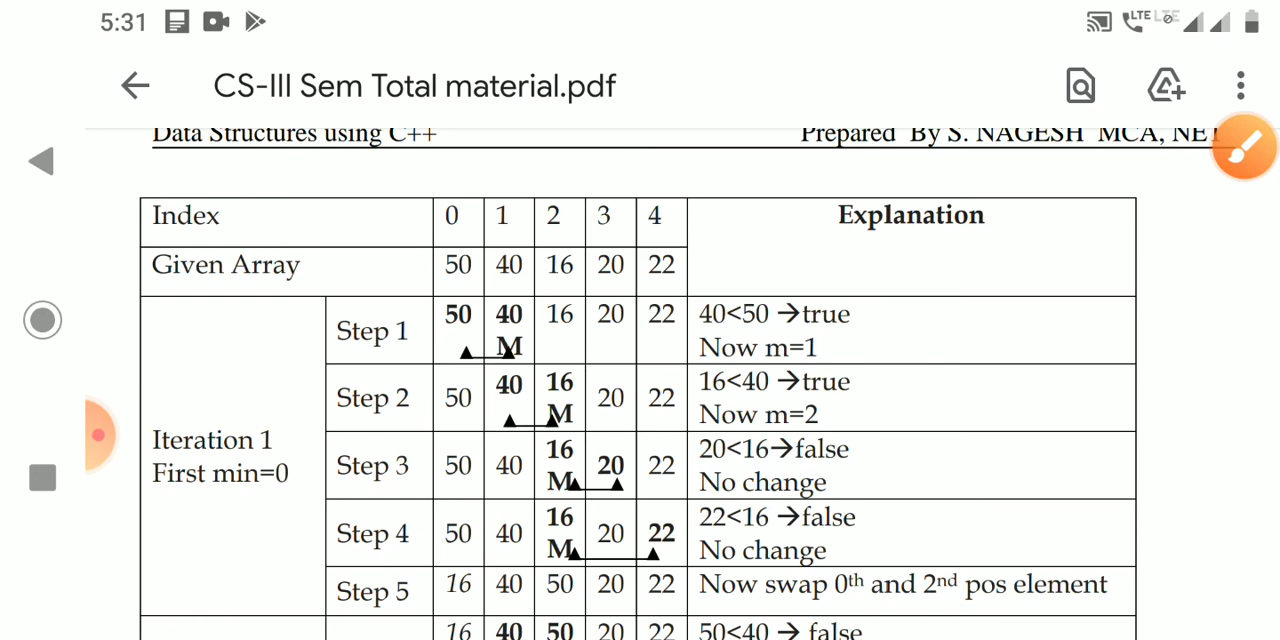 5:31 LTE LTE
CS-III Sem Total material.pdf
Data Structures using C++ Prepared By S. NAGESH MCA, NET
Index 0 1 2 3 4 Explanation
Given Array 50 40 16 20 22
Iteration 1
First min=0
Step 1 50 40 16 20 22 40<50 →true
M Now m=1
Step 2 50 40 16 20 22 16<40 →true
M Now m=2
Step 3 50 40 16 20 22 20<16→false
M No change
Step 4 50 40 16 20 22 22<16 →false
M No change
Step 5 16 40 50 20 22 Now swap 0th and 2nd pos element
16 40 50 20 22 50<40 → false